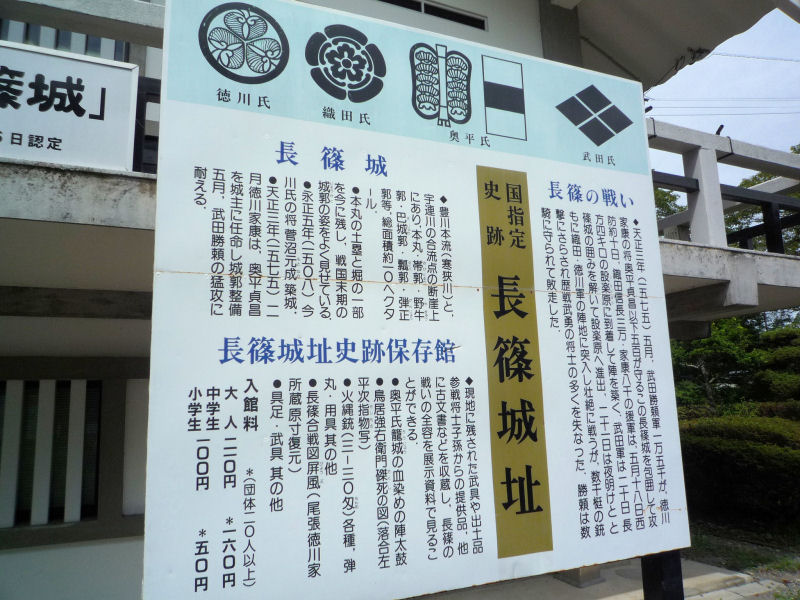 篠城」
日認定
徳川氏
織田氏
奥平氏
武田氏
長篠の戦い
◆天正三年(一五七五)五月、武田勝頼軍一万五千が、徳川
家康の将奥平貞昌以下五百が守るこの長篠城を包囲して攻
防約十日、織田信長三万・家康八千の援軍は、五月十八日西
方四キロの設楽原に到着して陣を築く。武田軍は二十日長
篠城の囲みを解いて設楽原へ進出、二十一日は夜明けとと
もに織田・徳川軍の陣地に突入し壮絶に戦うが、数千梃の銃
撃にさらされ歴戦武勇の将士の多くを失なった。勝頼は数
騎に守られて敗走した。
国指定
史跡
長篠城址
長篠城
◆豊川本流(寒狭川)と、
宇連川の合流点の断崖上
にあり、本丸、帯郭・野牛
郭・巴城郭・瓢郭・弾正
郭等、総面積約一〇ヘクタ
ール。
●本丸の土塁と堀の一部
を今に残し、戦国末期の
城郭の姿をよく見せている。
●永正五年(一五〇八)今
川氏の将 菅沼元成 築城。
●天正三年(一五七五)二
月徳川家康は、奥平貞昌
を城主に任命し城郭整備
五月、武田勝頼の猛攻に
耐える。
長篠城址史跡保存館
◆現地に残された武具や出土品
参戦将士子孫からの提供品、他
に古文書などを収蔵し、長篠の
戦いの全容を展示資料で見るこ
とができる。
●奥平氏籠城の血染めの陣太鼓
●鳥居強右衛門磔死の図(落合左
平次指物写)
●火縄銃(二―二〇匁)各種、弾
丸・用具 其の他
●長篠合戦図屏風(尾張徳川家
所蔵原寸復元)
●具足・武具 其の他
入館料 *(団体二〇人以上)
大人 二一〇円 *一六〇円
中学生
小学生 一〇〇円 *五〇円